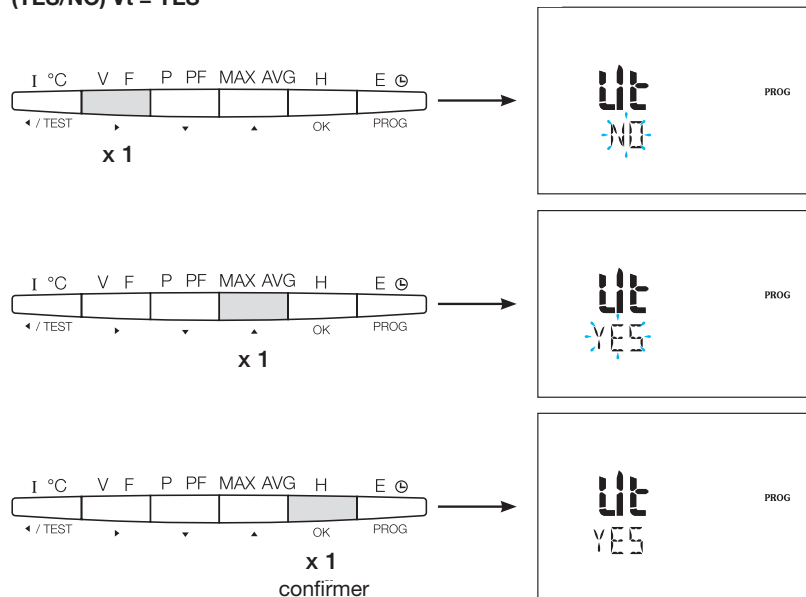 (YES/NO) Vt = YES
I °C V F P PF MAX AVG H E
/ TEST OK PROG
x 1
Vt PROG
NO
I °C V F P PF MAX AVG H E
/ TEST OK PROG
x 1
Vt PROG
YES
I °C V F P PF MAX AVG H E
/ TEST OK PROG
x 1
confirmer
Vt PROG
YES